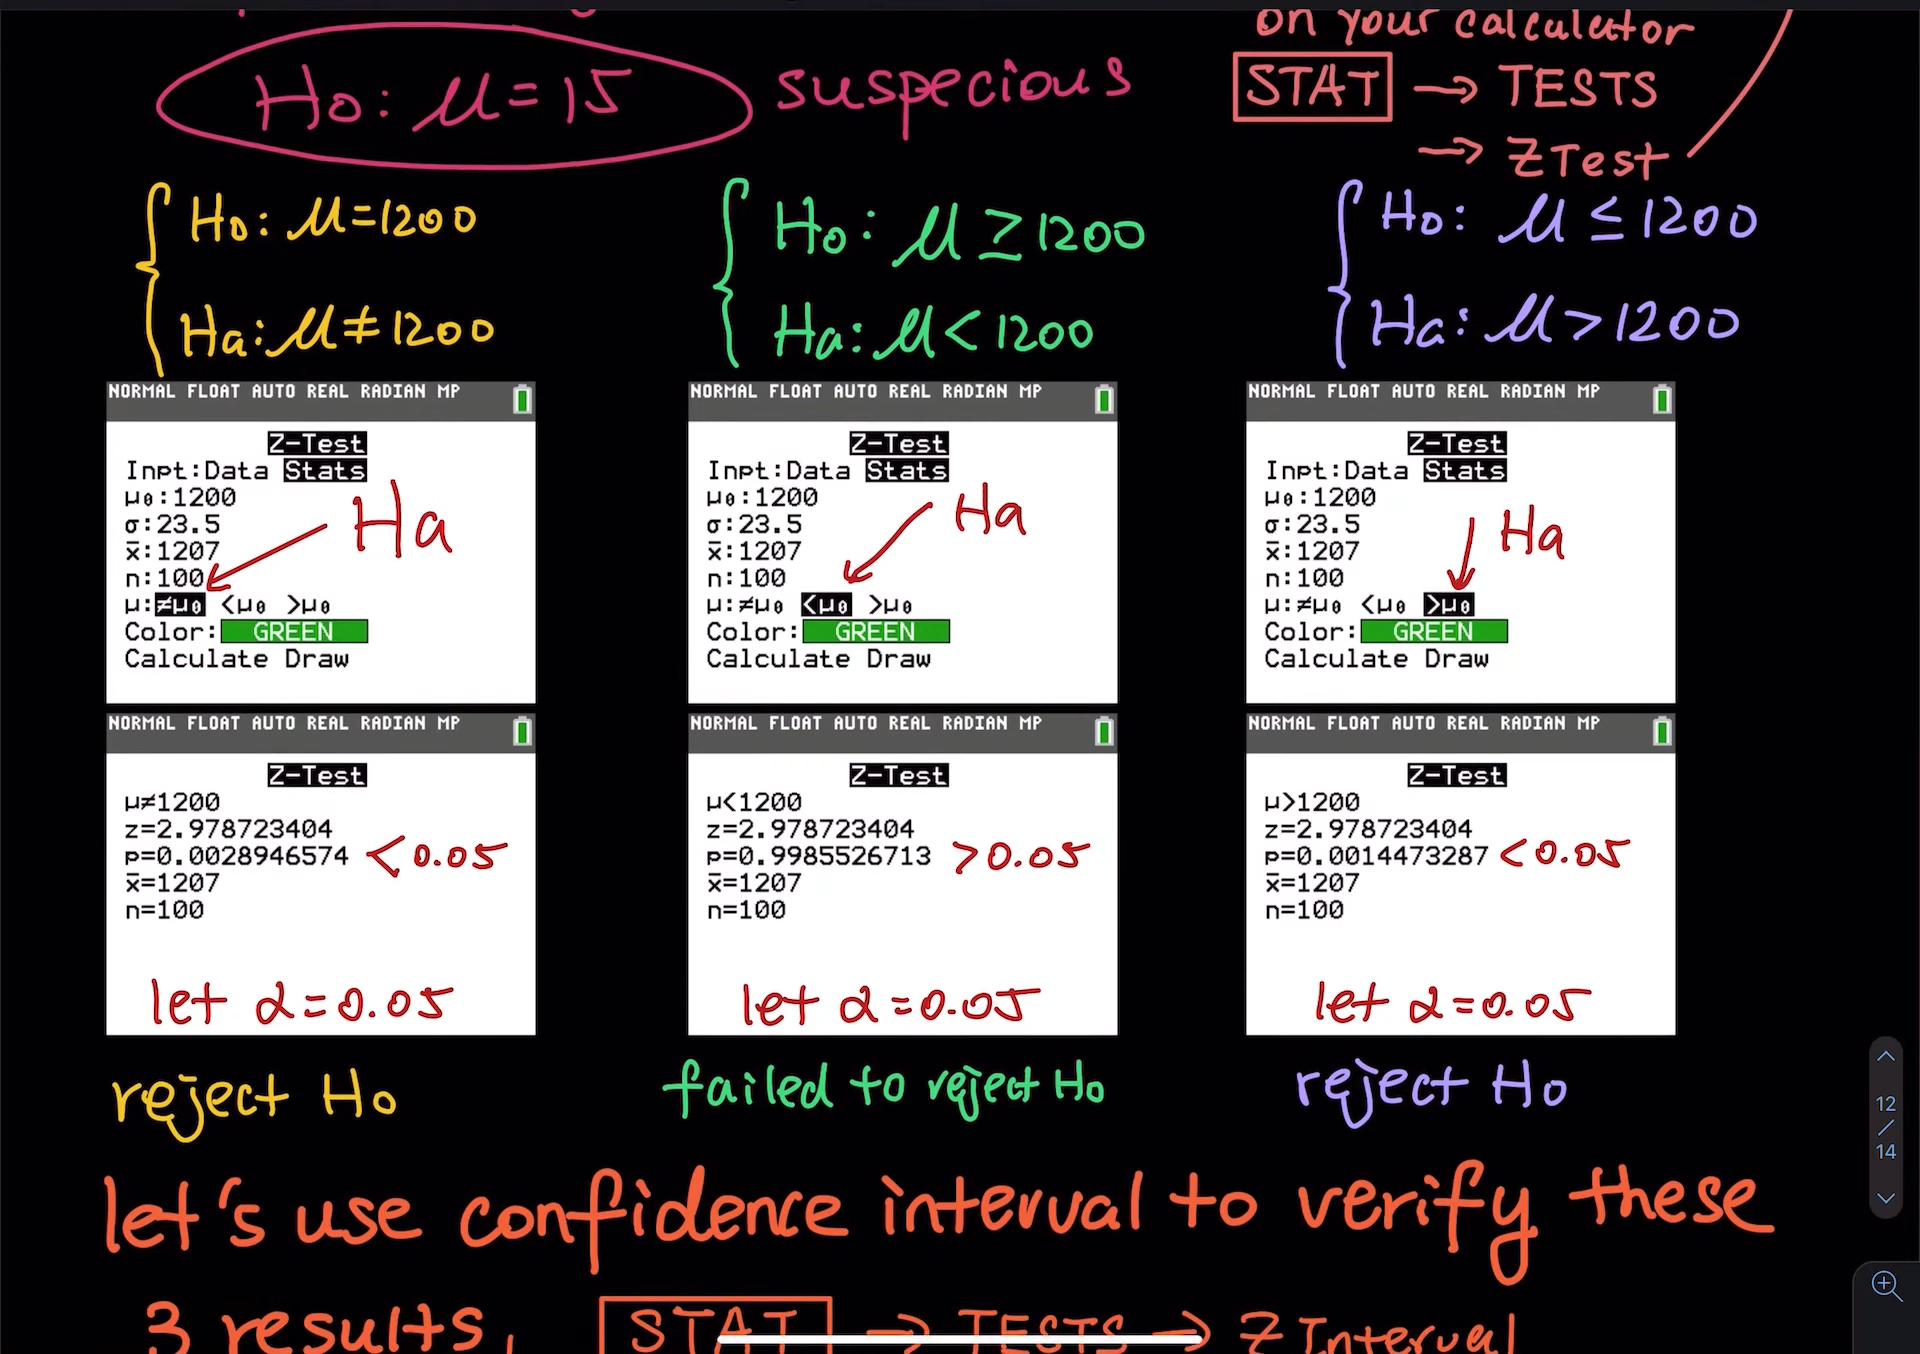 Ho: μ=15 suspecious
on your calculator
STAT → TESTS
→ ZTest
Ho: μ=1200
Ha: μ≠1200
Ho: μ≥1200
Ha: μ<1200
Ho: μ≤1200
Ha: μ>1200
NORMAL FLOAT AUTO REAL RADIAN MP
Z-Test
Inpt:Data Stats
μ₀:1200
σ:23.5
x̄:1207
n:100
μ:≠μ₀ <μ₀ >μ₀
Color: GREEN
Calculate Draw
Ha
NORMAL FLOAT AUTO REAL RADIAN MP
Z-Test
Inpt:Data Stats
μ₀:1200
σ:23.5
x̄:1207
n:100
μ:≠μ₀ <μ₀ >μ₀
Color: GREEN
Calculate Draw
Ha
NORMAL FLOAT AUTO REAL RADIAN MP
Z-Test
Inpt:Data Stats
μ₀:1200
σ:23.5
x̄:1207
n:100
μ:≠μ₀ <μ₀ >μ₀
Color: GREEN
Calculate Draw
Ha
NORMAL FLOAT AUTO REAL RADIAN MP
Z-Test
μ≠1200
z=2.978723404
p=0.0028946574 <0.05
x̄=1207
n=100
let α=0.05
NORMAL FLOAT AUTO REAL RADIAN MP
Z-Test
μ<1200
z=2.978723404
p=0.9985526713 >0.05
x̄=1207
n=100
let α=0.05
NORMAL FLOAT AUTO REAL RADIAN MP
Z-Test
μ>1200
z=2.978723404
p=0.0014473287 <0.05
x̄=1207
n=100
let α=0.05
reject Ho
failed to reject Ho
reject Ho
let's use confidence interval to verify these
3 results, STAT → TESTS → Z Interval
12
/
14